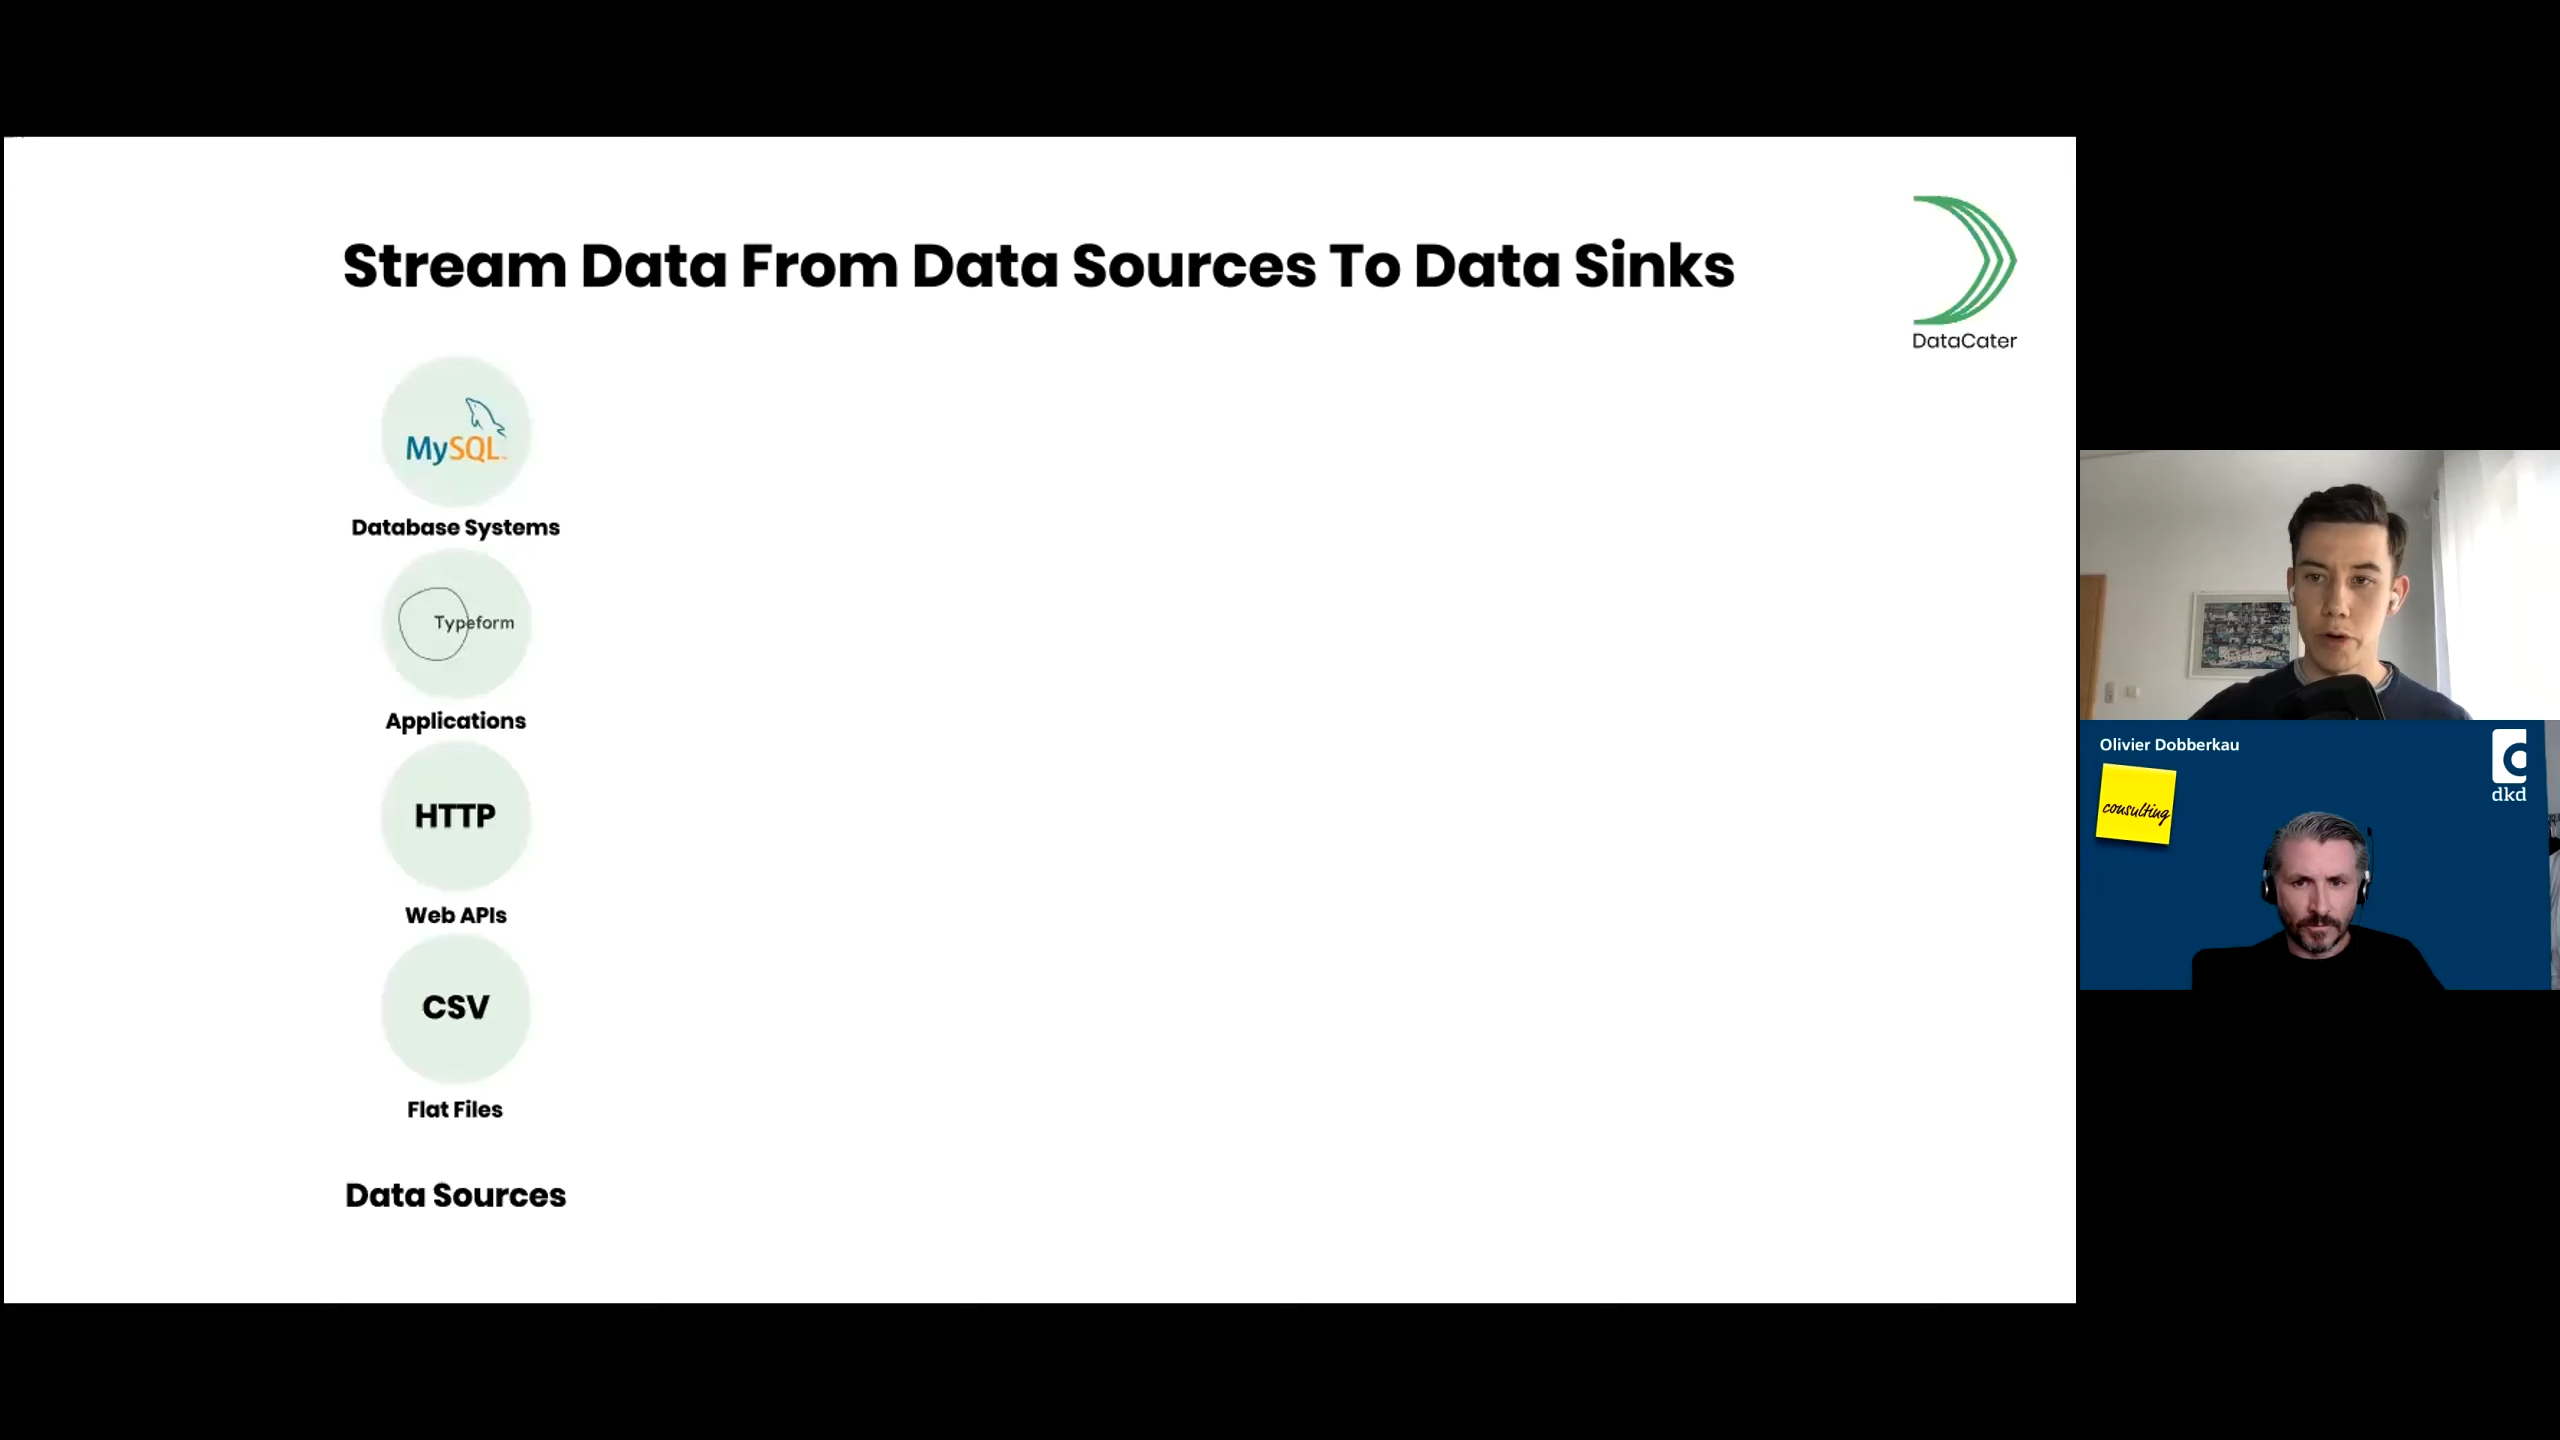 Stream Data From Data Sources To Data Sinks
DataCater
MySQL
Database Systems
Typeform
Applications
HTTP
Web APIs
CSV
Flat Files
Data Sources
Olivier Dobberkau
consulting
dkd